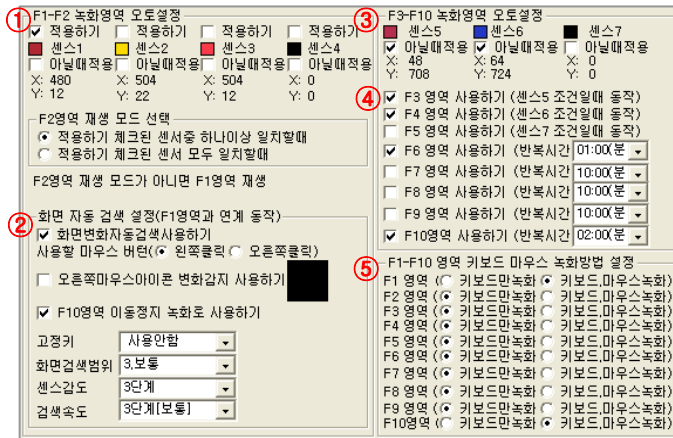 ① F1-F2 녹화영역 오토설정
적용하기 적용하기 적용하기 적용하기
센스1 센스2 센스3 센스4
아닐때적용 아닐때적용 아닐때적용 아닐때적용
X: 480 X: 504 X: 504 X: 0
Y: 12 Y: 22 Y: 12 Y: 0
F2영역 재생 모드 선택
적용하기 체크된 센서중 하나이상 일치할때
적용하기 체크된 센서 모두 일치할때
F2영역 재생 모드가 아니면 F1영역 재생
② 화면 자동 검색 설정(F1영역과 연계 동작)
화면변화자동검색사용하기
사용할 마우스 버턴( 왼쪽클릭 오른쪽클릭)
오른쪽마우스아이콘 변화감지 사용하기
F10영역 이동정지 녹화로 사용하기
고정키 사용안함
화면검색범위 3,보통
센스감도 3단계
검색속도 3단계[보통]
③ F3-F10 녹화영역 오토설정
센스5 센스6 센스7
아닐때적용 아닐때적용 아닐때적용
X: 48 X: 64 X: 0
Y: 708 Y: 724 Y: 0
④ F3 영역 사용하기 (센스5 조건일때 동작)
F4 영역 사용하기 (센스6 조건일때 동작)
F5 영역 사용하기 (센스7 조건일때 동작)
F6 영역 사용하기 (반복시간 01:00(분
F7 영역 사용하기 (반복시간 10:00(분
F8 영역 사용하기 (반복시간 10:00(분
F9 영역 사용하기 (반복시간 10:00(분
F10영역 사용하기 (반복시간 02:00(분
⑤ F1-F10 영역 키보드 마우스 녹화방법 설정
F1 영역 ( 키보드만녹화 키보드,마우스녹화)
F2 영역 ( 키보드만녹화 키보드,마우스녹화)
F3 영역 ( 키보드만녹화 키보드,마우스녹화)
F4 영역 ( 키보드만녹화 키보드,마우스녹화)
F5 영역 ( 키보드만녹화 키보드,마우스녹화)
F6 영역 ( 키보드만녹화 키보드,마우스녹화)
F7 영역 ( 키보드만녹화 키보드,마우스녹화)
F8 영역 ( 키보드만녹화 키보드,마우스녹화)
F9 영역 ( 키보드만녹화 키보드,마우스녹화)
F10영역 ( 키보드만녹화 키보드,마우스녹화)